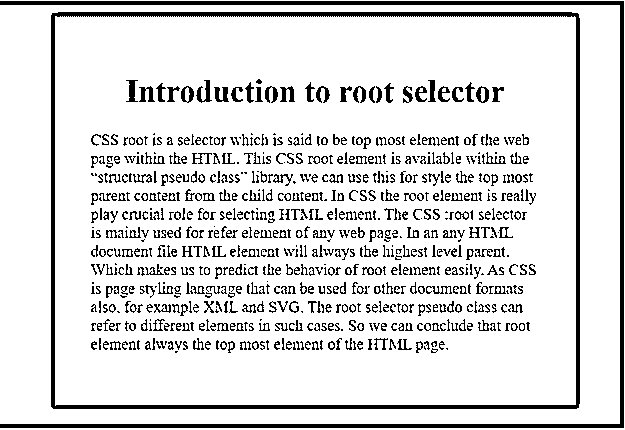 Introduction to root selector
CSS root is a selector which is said to be top most element of the web
page within the HTML. This CSS root element is available within the
“structural pseudo class” library, we can use this for style the top most
parent content from the child content. In CSS the root element is really
play crucial role for selecting HTML element. The CSS :root selector
is mainly used for refer element of any web page. In an any HTML
document file HTML element will always the highest level parent.
Which makes us to predict the behavior of root element easily. As CSS
is page styling language that can be used for other document formats
also, for example XML and SVG. The root selector pseudo class can
refer to different elements in such cases. So we can conclude that root
element always the top most element of the HTML page.